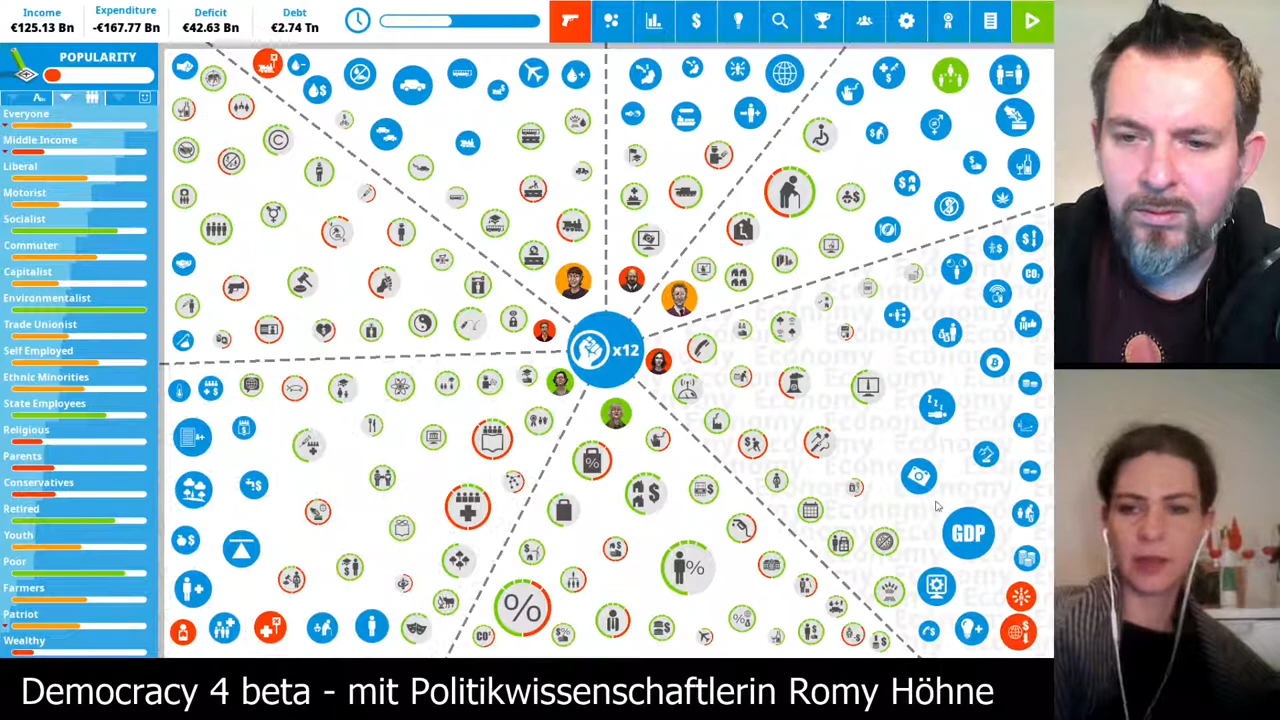 Income
€125.13 Bn
Expenditure
-€167.77 Bn
Deficit
€42.63 Bn
Debt
€2.74 Tn
POPULARITY
Everyone
Middle Income
Liberal
Motorist
Socialist
Commuter
Capitalist
Environmentalist
Trade Unionist
Self Employed
Ethnic Minorities
State Employees
Religious
Parents
Conservatives
Retired
Youth
Poor
Farmers
Patriot
Wealthy
x12
GDP
Democracy 4 beta - mit Politikwissenschaftlerin Romy Höhne